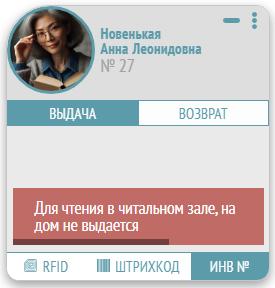 Новенькая
Анна Леонидовна
№ 27
ВЫДАЧА ВОЗВРАТ
Для чтения в читальном зале, на
дом не выдается
RFID ШТРИХКОД ИНВ №